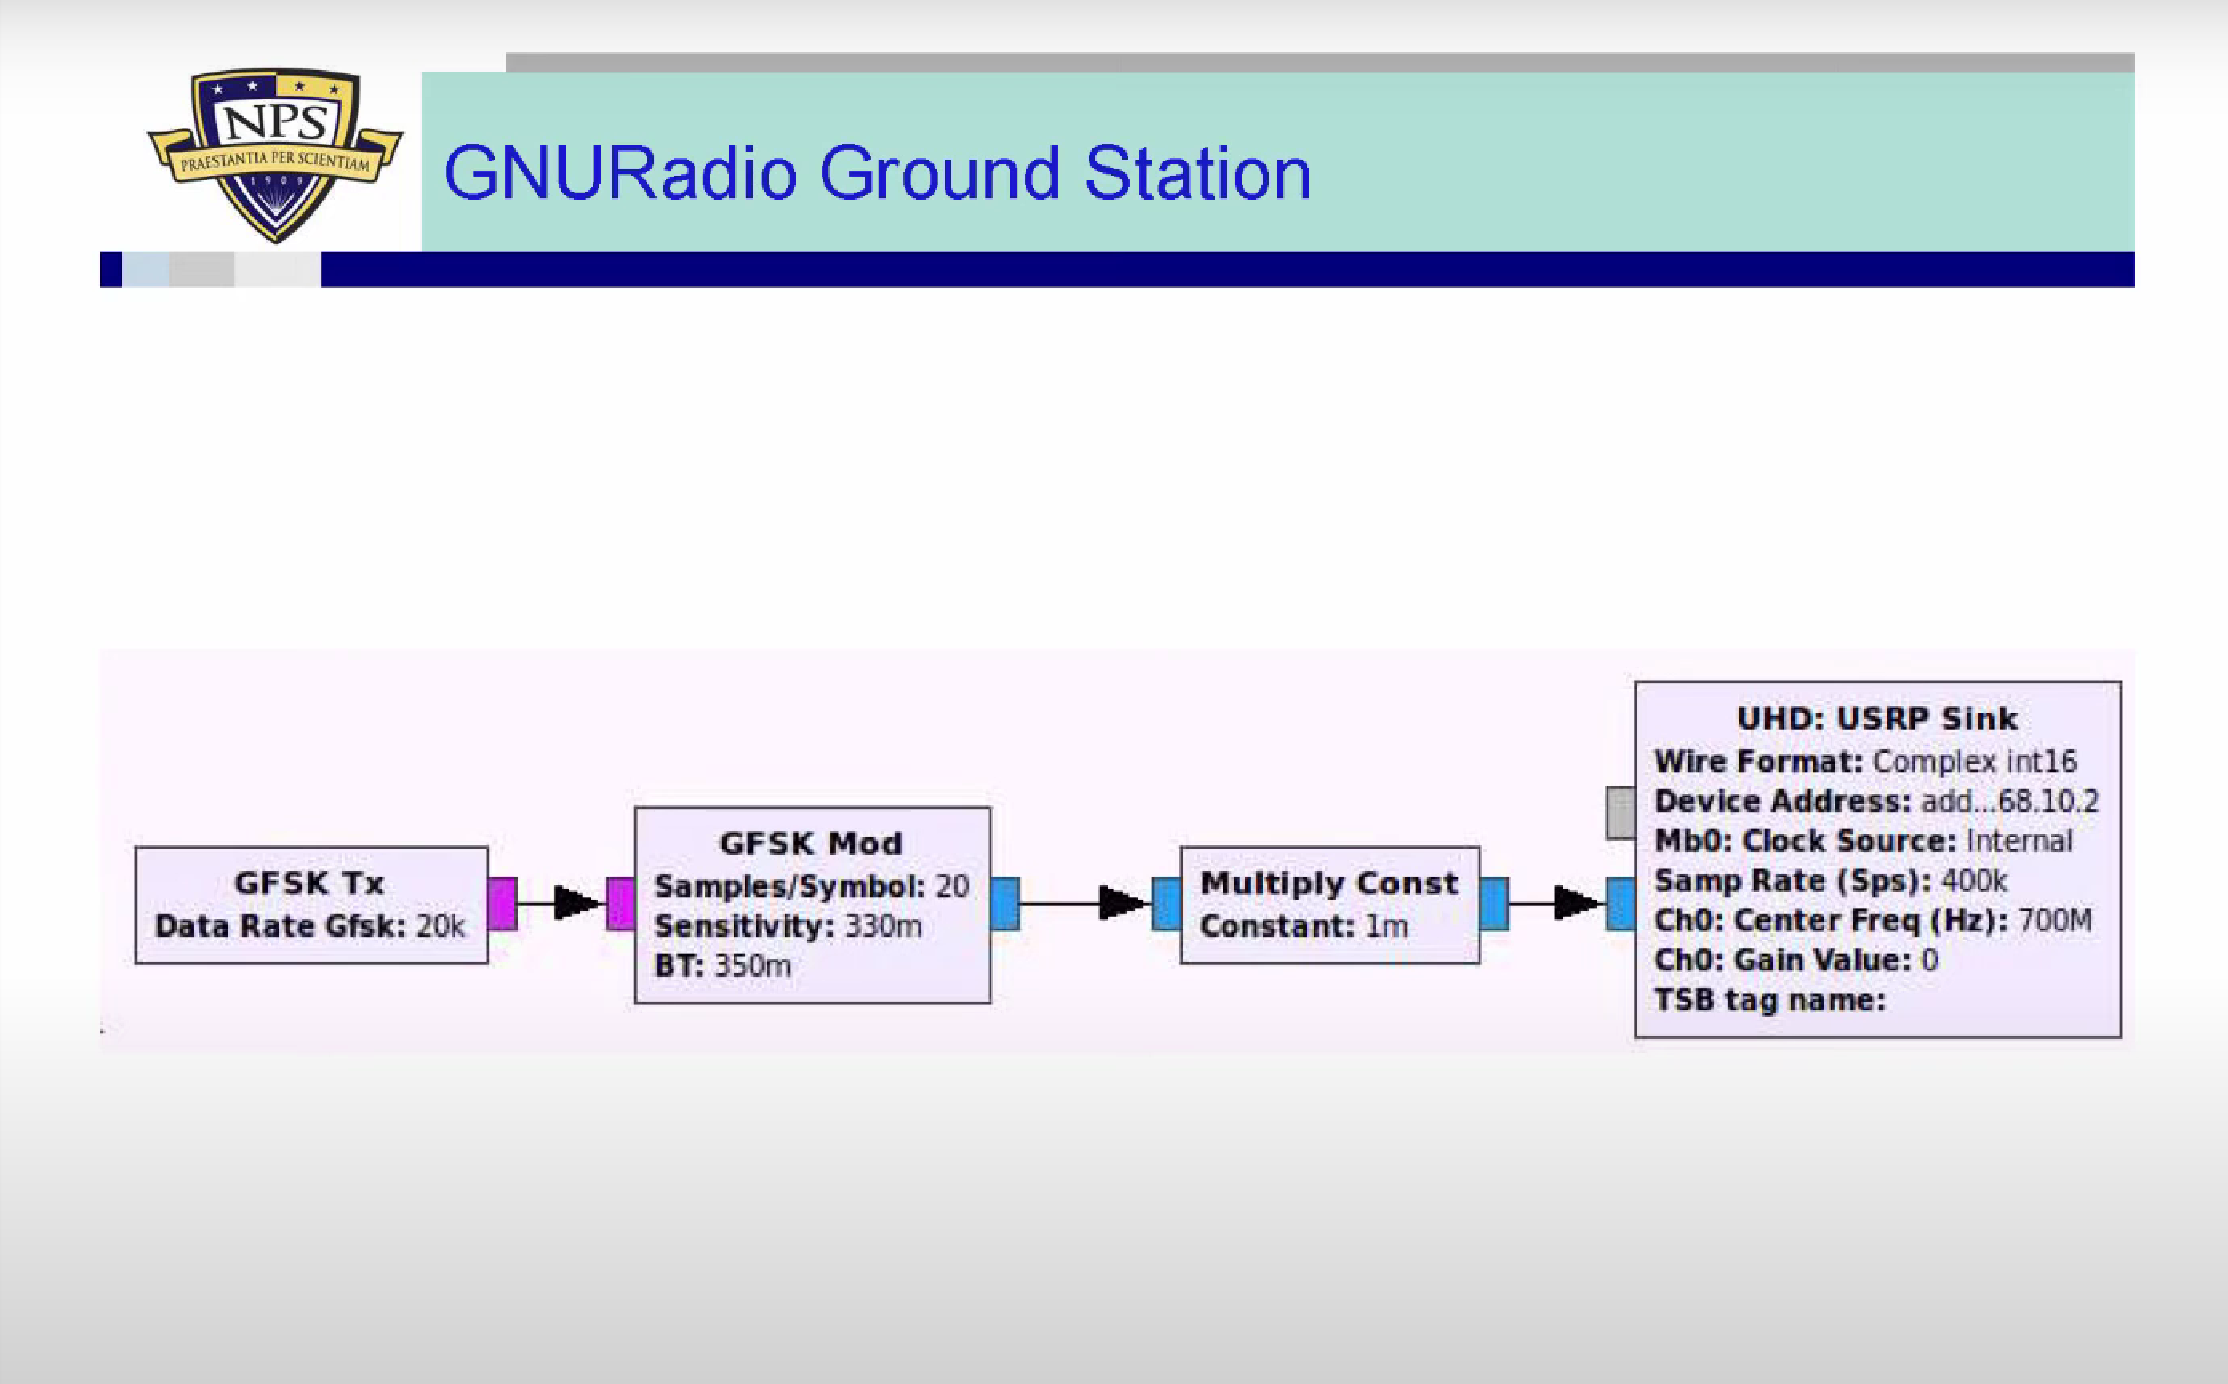 NPS
PRAESTANTIA PER SCIENTIAM
1909
GNURadio Ground Station
GFSK Tx
Data Rate Gfsk: 20k
GFSK Mod
Samples/Symbol: 20
Sensitivity: 330m
BT: 350m
Multiply Const
Constant: 1m
UHD: USRP Sink
Wire Format: Complex int16
Device Address: add...68.10.2
Mb0: Clock Source: Internal
Samp Rate (Sps): 400k
Ch0: Center Freq (Hz): 700M
Ch0: Gain Value: 0
TSB tag name: